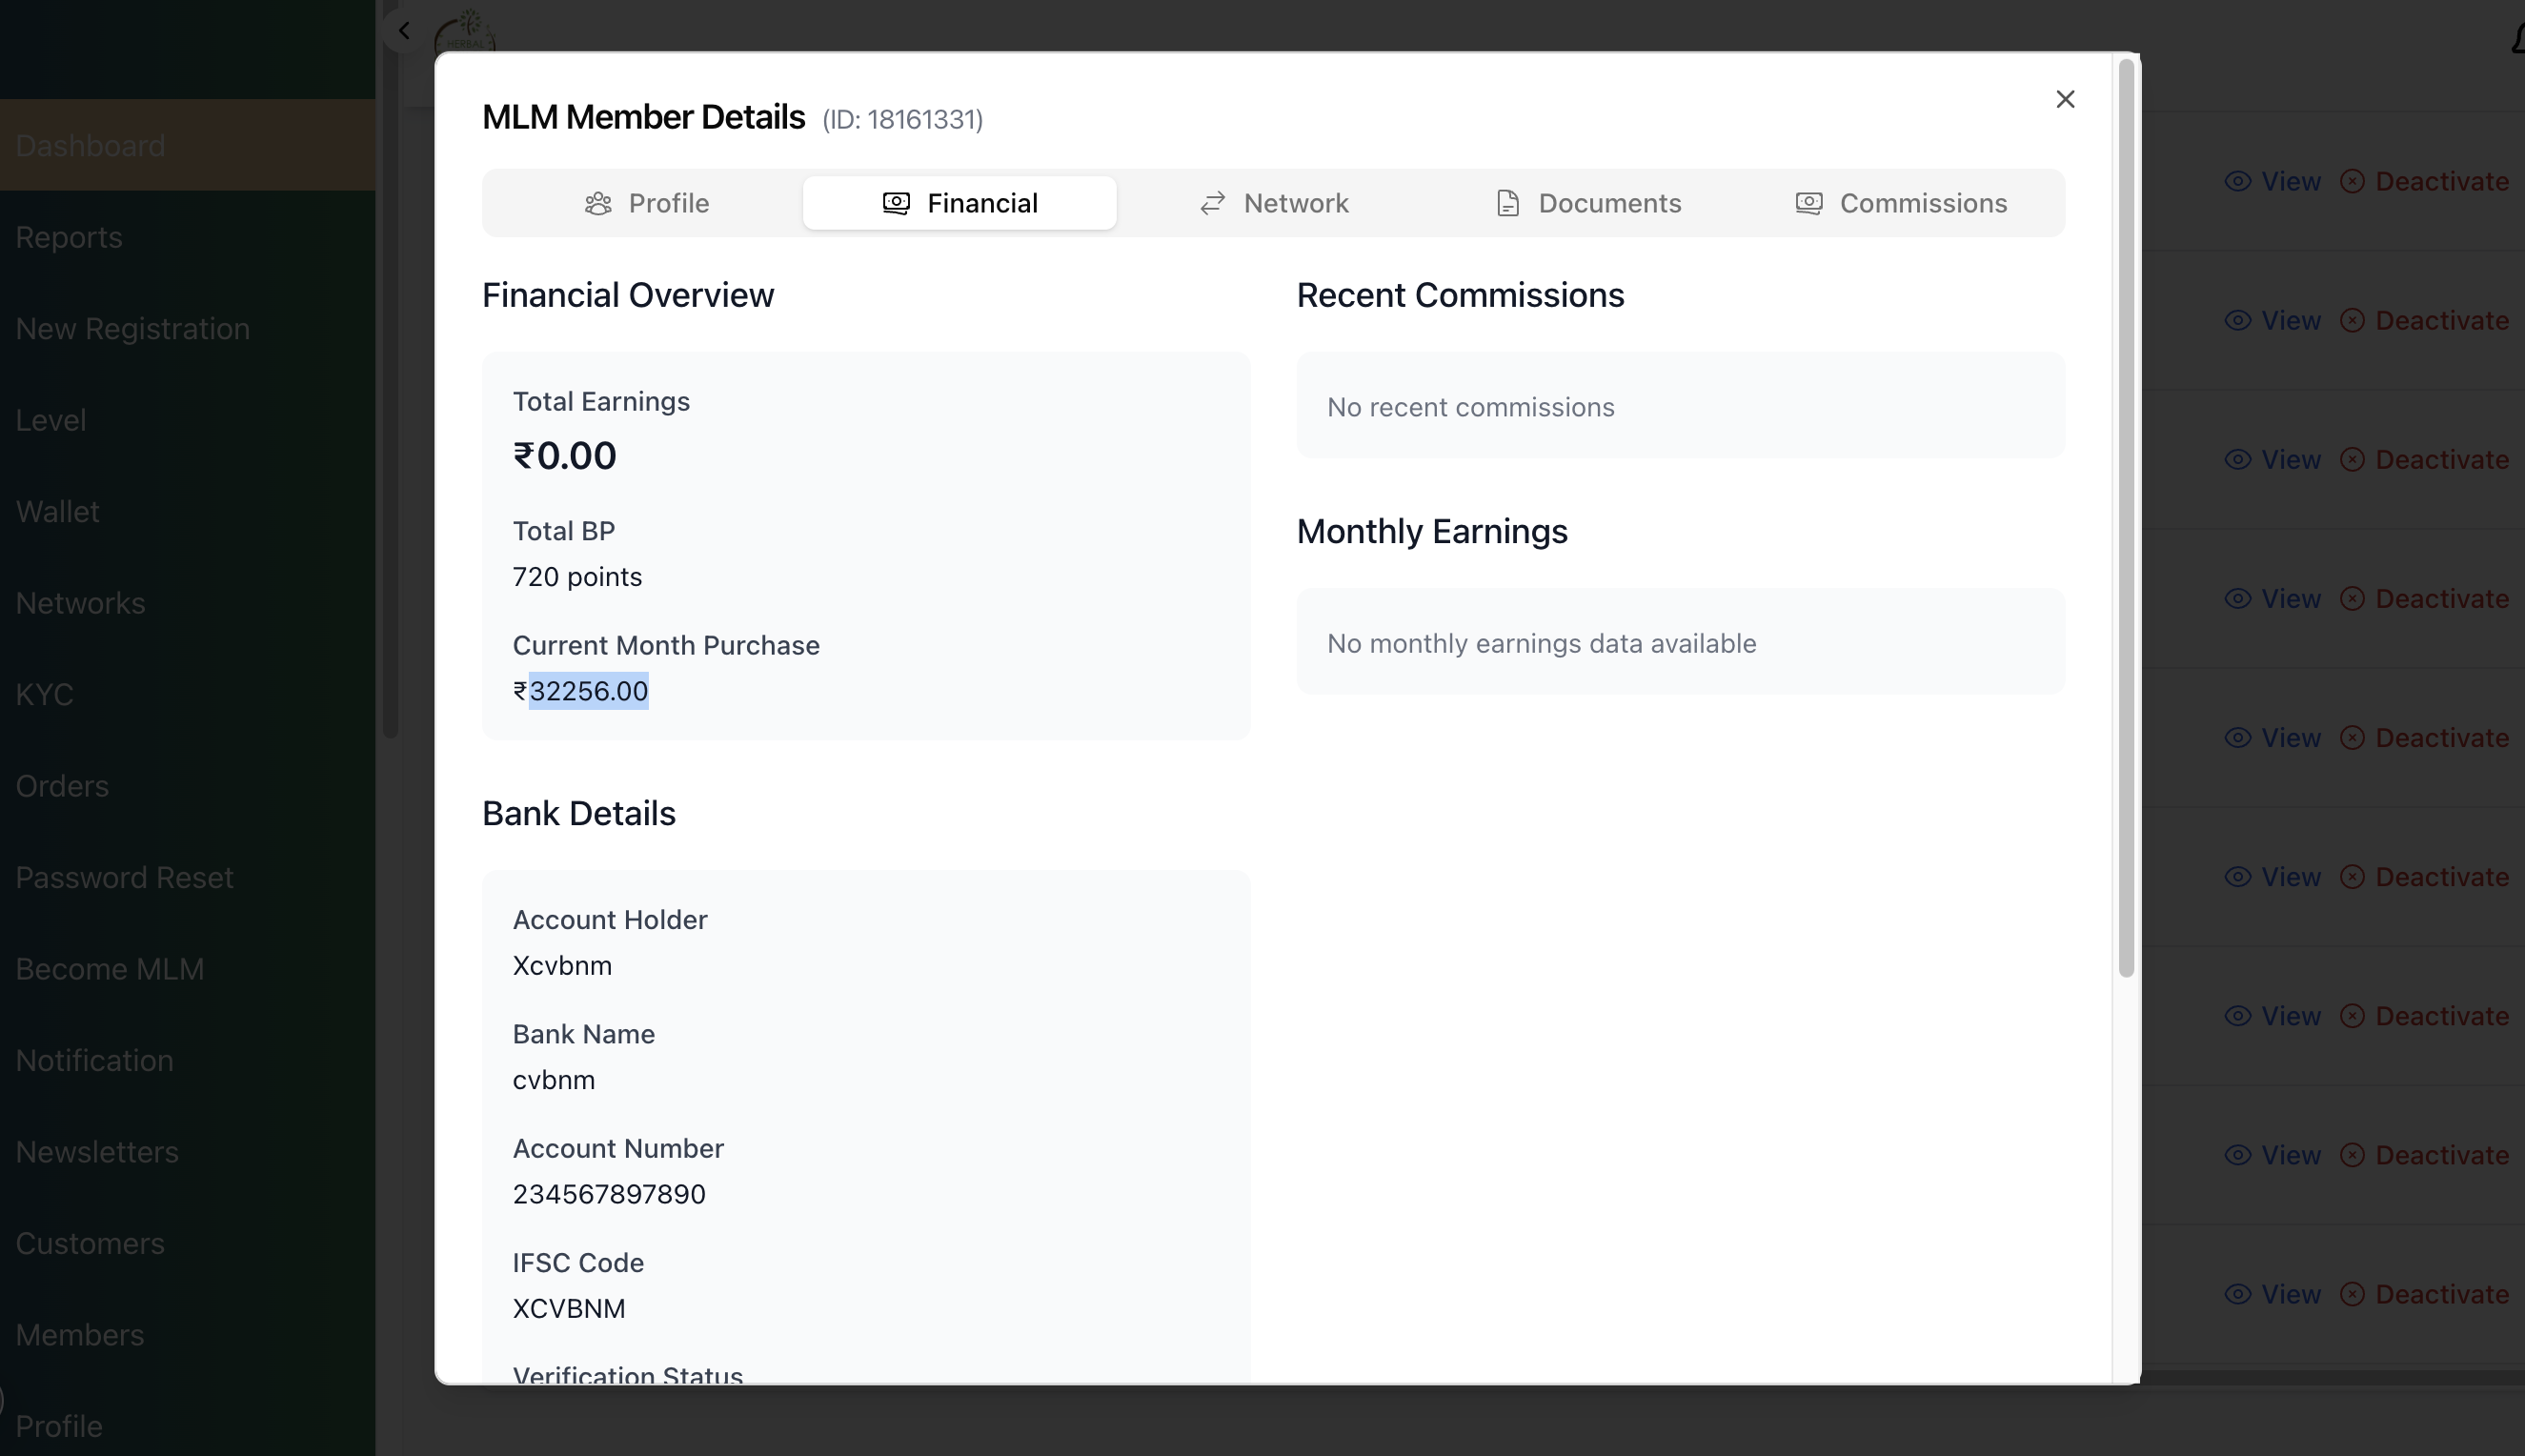 HERBAL
Dashboard
Reports
New Registration
Level
Wallet
Networks
KYC
Orders
Password Reset
Become MLM
Notification
Newsletters
Customers
Members
Profile
MLM Member Details (ID: 18161331)
Profile
Financial
Network
Documents
Commissions
Financial Overview
Total Earnings
₹0.00
Total BP
720 points
Current Month Purchase
₹32256.00
Bank Details
Account Holder
Xcvbnm
Bank Name
cvbnm
Account Number
234567897890
IFSC Code
XCVBNM
Verification Status
Recent Commissions
No recent commissions
Monthly Earnings
No monthly earnings data available
View Deactivate
View Deactivate
View Deactivate
View Deactivate
View Deactivate
View Deactivate
View Deactivate
View Deactivate
View Deactivate